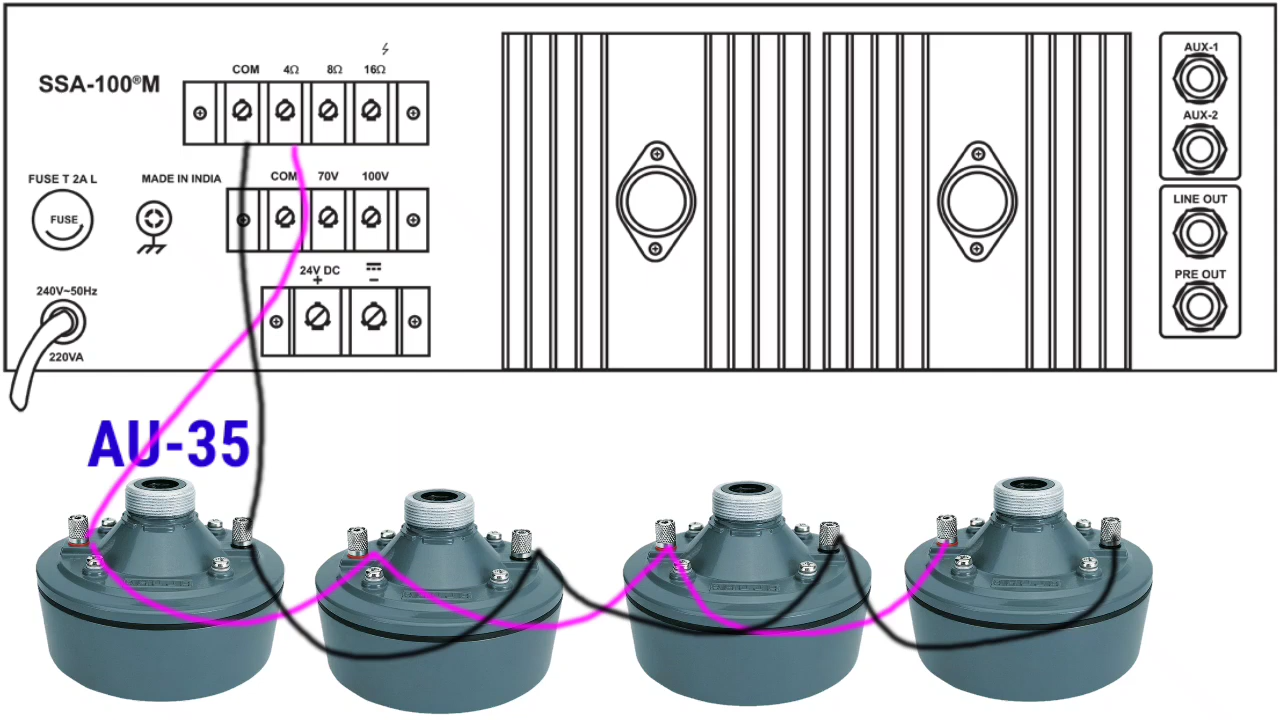 SSA-100®M
COM 4Ω 8Ω 16Ω
FUSE T 2A L
FUSE
MADE IN INDIA
COM 70V 100V
24V DC
+ −
240V~50Hz
220VA
AUX-1
AUX-2
LINE OUT
PRE OUT
AU-35